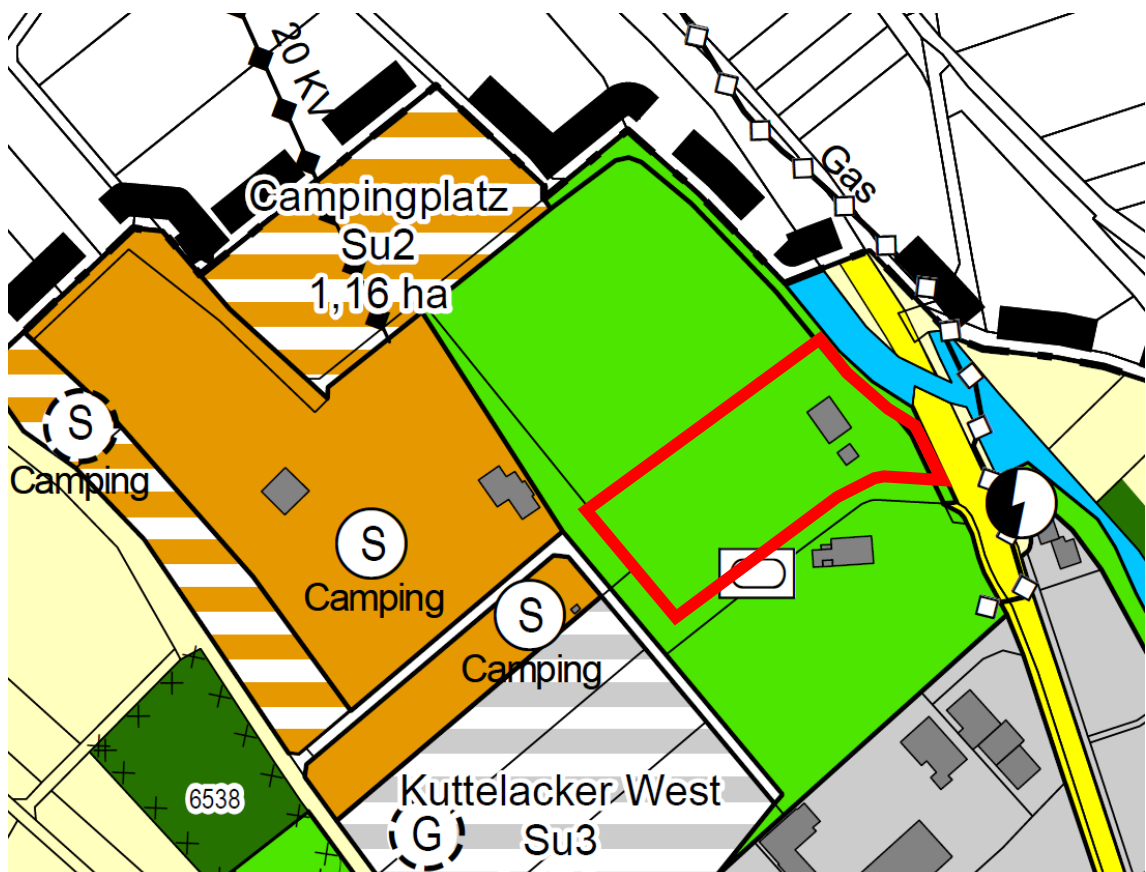 20 KV
Gas
Campingplatz
Su2
1,16 ha
S
Camping
S
Camping
S
Camping
6538
Kuttelacker West
Su3
G